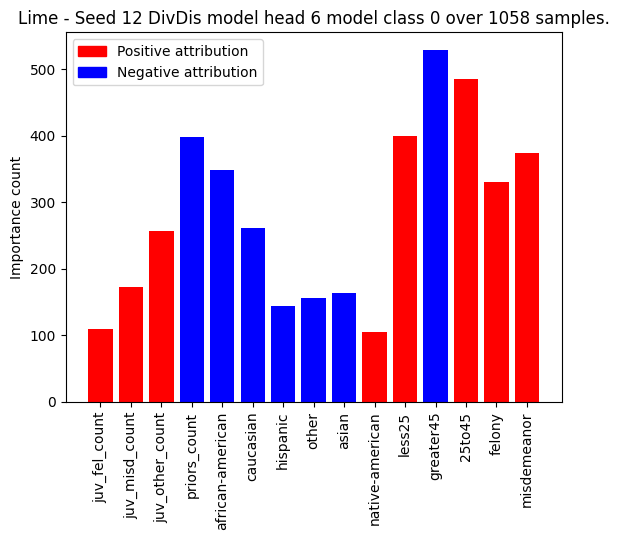 Lime - Seed 12 DivDis model head 6 model class 0 over 1058 samples.
Positive attribution
Negative attribution
Importance count
500
400
300
200
100
0
juv_fel_count
juv_misd_count
juv_other_count
priors_count
african-american
caucasian
hispanic
other
asian
native-american
less25
greater45
25to45
felony
misdemeanor